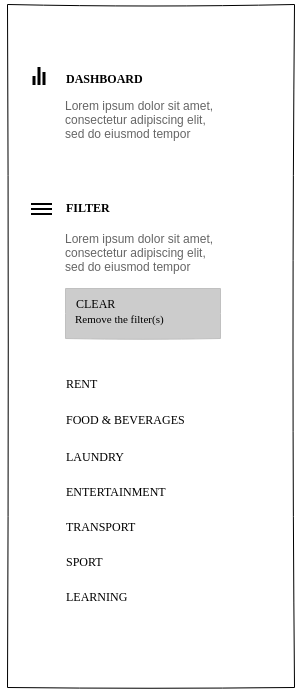 DASHBOARD
Lorem ipsum dolor sit amet,
consectetur adipiscing elit,
sed do eiusmod tempor
FILTER
Lorem ipsum dolor sit amet,
consectetur adipiscing elit,
sed do eiusmod tempor
CLEAR
Remove the filter(s)
RENT
FOOD & BEVERAGES
LAUNDRY
ENTERTAINMENT
TRANSPORT
SPORT
LEARNING